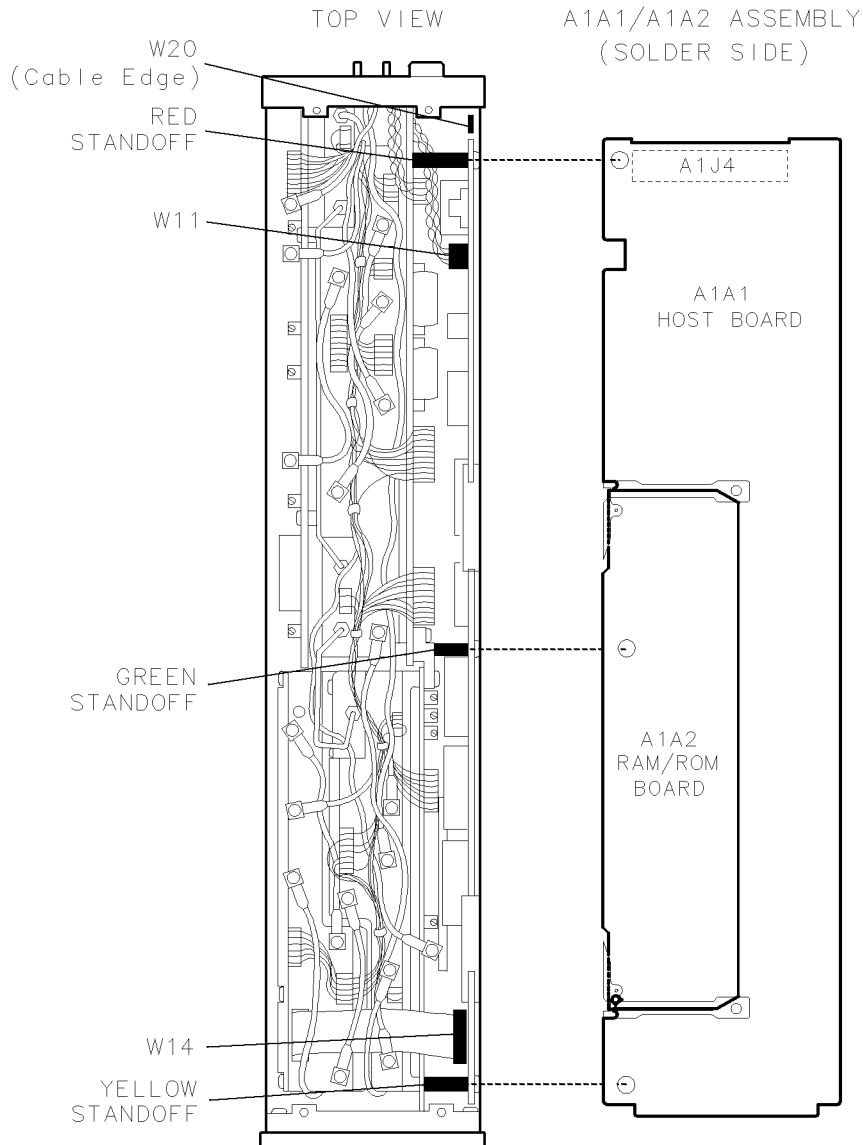 TOP VIEW
A1A1/A1A2 ASSEMBLY
(SOLDER SIDE)
W20
(Cable Edge)
RED
STANDOFF
A1J4
W11
A1A1
HOST BOARD
GREEN
STANDOFF
A1A2
RAM/ROM
BOARD
W14
YELLOW
STANDOFF